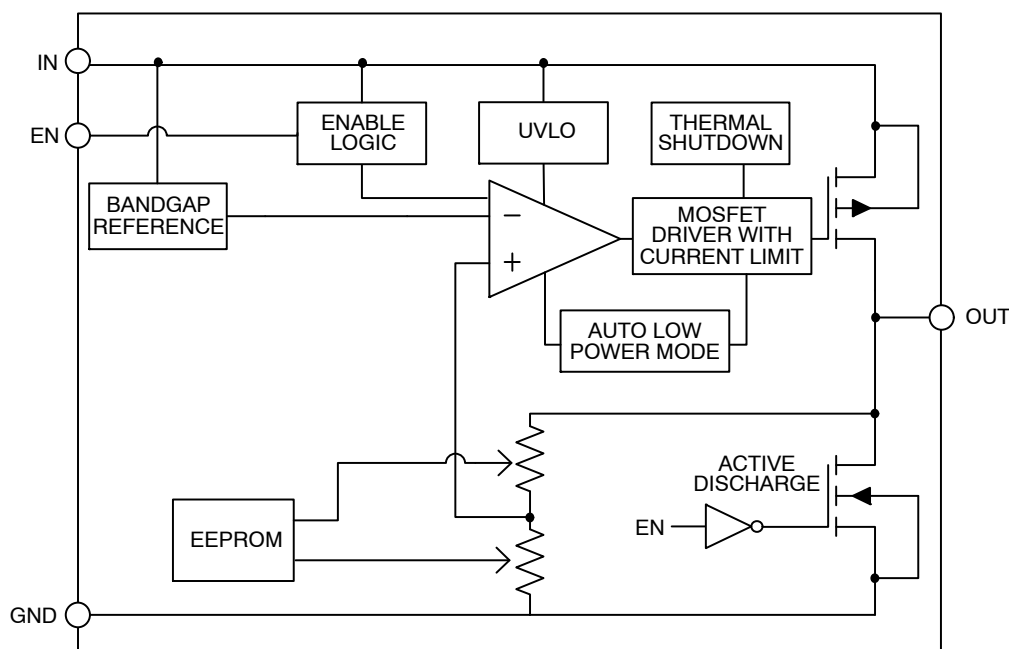 IN
EN
ENABLE
LOGIC
UVLO
THERMAL
SHUTDOWN
BANDGAP
REFERENCE
−
+
MOSFET
DRIVER WITH
CURRENT LIMIT
OUT
AUTO LOW
POWER MODE
ACTIVE
DISCHARGE
EN
EEPROM
GND